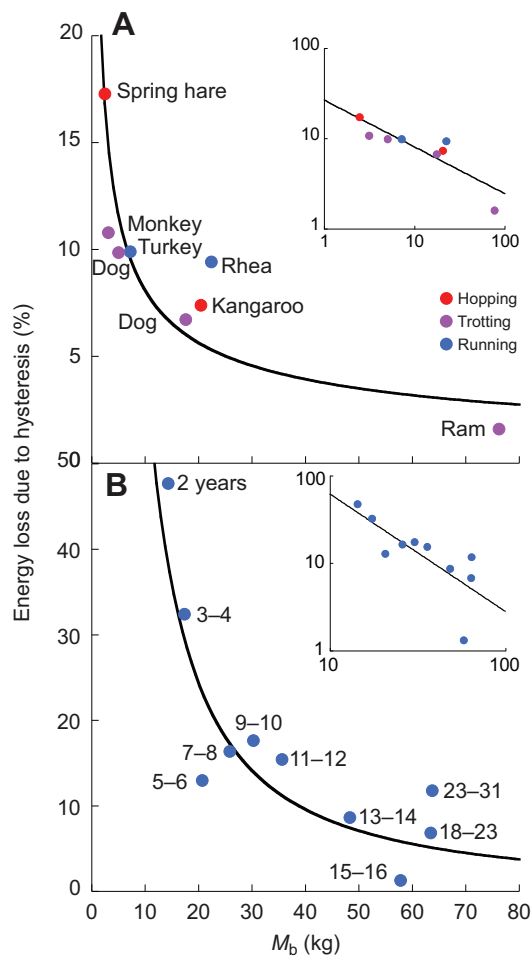 A
20
15
10
5
50
Energy loss due to hysteresis (%)
Spring hare
Monkey
Turkey
Dog
Rhea
Kangaroo
Dog
Ram
100
10
1
1
10
100
Hopping
Trotting
Running
B
40
30
20
10
0
2 years
3–4
9–10
7–8
11–12
5–6
13–14
23–31
18–23
15–16
100
10
1
10
100
0
10
20
30
40
50
60
70
80
Mb (kg)